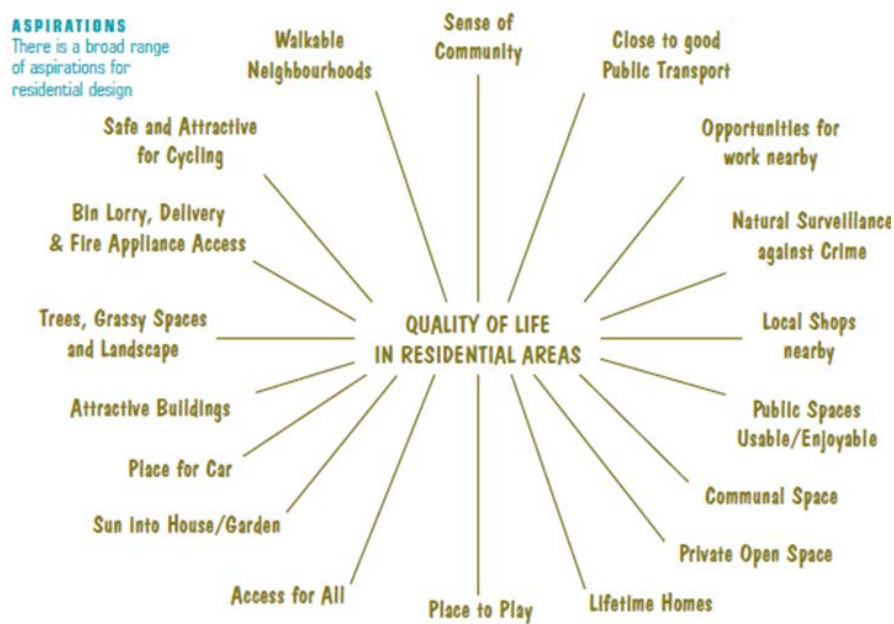 ASPIRATIONS
There is a broad range
of aspirations for
residential design
Walkable
Neighbourhoods
Sense of
Community
Close to good
Public Transport
Safe and Attractive
for Cycling
Opportunities for
work nearby
Bin Lorry, Delivery
& Fire Appliance Access
Natural Surveillance
against Crime
Trees, Grassy Spaces
and Landscape
QUALITY OF LIFE
IN RESIDENTIAL AREAS
Local Shops
nearby
Attractive Buildings
Public Spaces
Usable/Enjoyable
Place for Car
Communal Space
Sun into House/Garden
Private Open Space
Access for All
Place to Play
Lifetime Homes